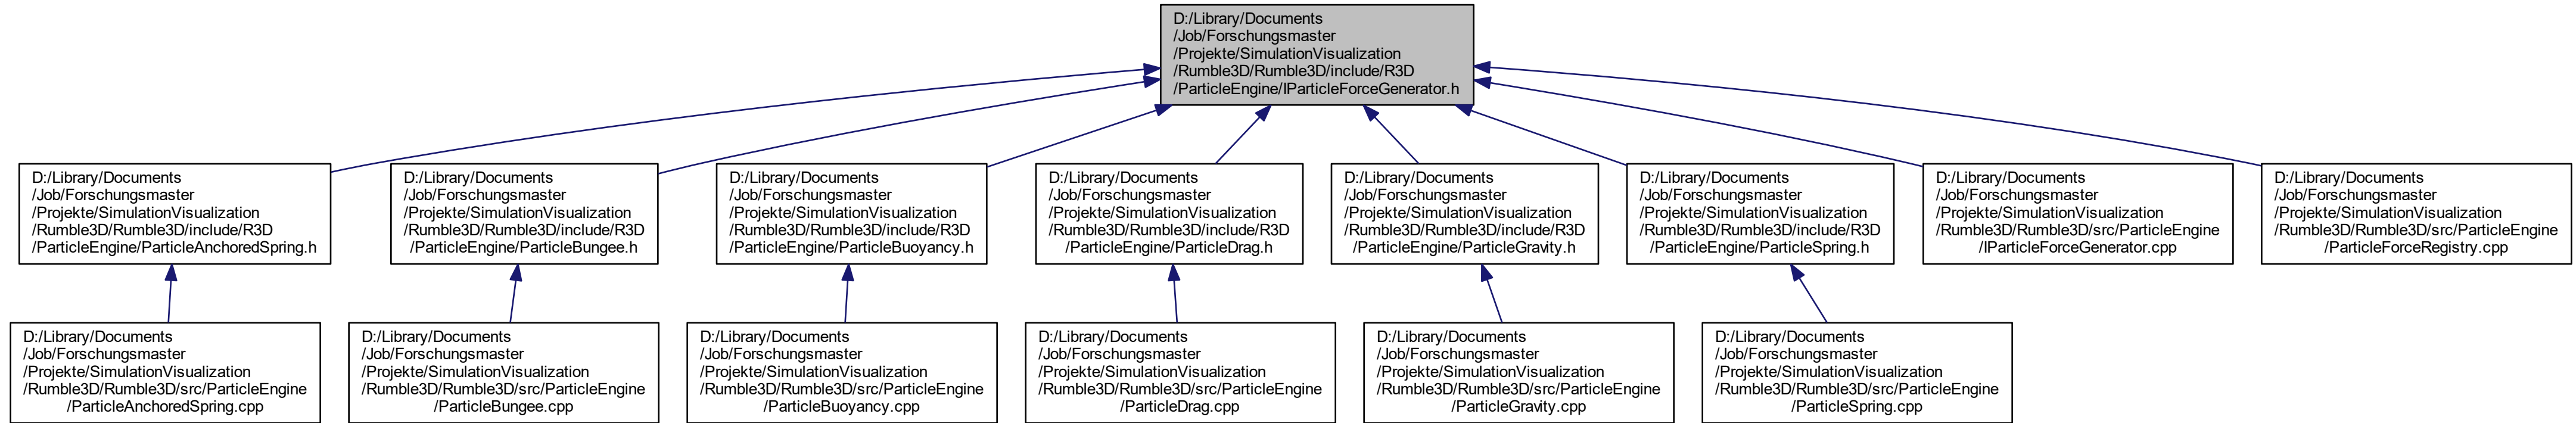 D:/Library/Documents
/Job/Forschungsmaster
/Projekte/SimulationVisualization
/Rumble3D/Rumble3D/include/R3D
/ParticleEngine/IParticleForceGenerator.h
D:/Library/Documents
/Job/Forschungsmaster
/Projekte/SimulationVisualization
/Rumble3D/Rumble3D/include/R3D
/ParticleEngine/ParticleAnchoredSpring.h
D:/Library/Documents
/Job/Forschungsmaster
/Projekte/SimulationVisualization
/Rumble3D/Rumble3D/include/R3D
/ParticleEngine/ParticleBungee.h
D:/Library/Documents
/Job/Forschungsmaster
/Projekte/SimulationVisualization
/Rumble3D/Rumble3D/include/R3D
/ParticleEngine/ParticleBuoyancy.h
D:/Library/Documents
/Job/Forschungsmaster
/Projekte/SimulationVisualization
/Rumble3D/Rumble3D/include/R3D
/ParticleEngine/ParticleDrag.h
D:/Library/Documents
/Job/Forschungsmaster
/Projekte/SimulationVisualization
/Rumble3D/Rumble3D/include/R3D
/ParticleEngine/ParticleGravity.h
D:/Library/Documents
/Job/Forschungsmaster
/Projekte/SimulationVisualization
/Rumble3D/Rumble3D/include/R3D
/ParticleEngine/ParticleSpring.h
D:/Library/Documents
/Job/Forschungsmaster
/Projekte/SimulationVisualization
/Rumble3D/Rumble3D/src/ParticleEngine
/IParticleForceGenerator.cpp
D:/Library/Documents
/Job/Forschungsmaster
/Projekte/SimulationVisualization
/Rumble3D/Rumble3D/src/ParticleEngine
/ParticleForceRegistry.cpp
D:/Library/Documents
/Job/Forschungsmaster
/Projekte/SimulationVisualization
/Rumble3D/Rumble3D/src/ParticleEngine
/ParticleAnchoredSpring.cpp
D:/Library/Documents
/Job/Forschungsmaster
/Projekte/SimulationVisualization
/Rumble3D/Rumble3D/src/ParticleEngine
/ParticleBungee.cpp
D:/Library/Documents
/Job/Forschungsmaster
/Projekte/SimulationVisualization
/Rumble3D/Rumble3D/src/ParticleEngine
/ParticleBuoyancy.cpp
D:/Library/Documents
/Job/Forschungsmaster
/Projekte/SimulationVisualization
/Rumble3D/Rumble3D/src/ParticleEngine
/ParticleDrag.cpp
D:/Library/Documents
/Job/Forschungsmaster
/Projekte/SimulationVisualization
/Rumble3D/Rumble3D/src/ParticleEngine
/ParticleGravity.cpp
D:/Library/Documents
/Job/Forschungsmaster
/Projekte/SimulationVisualization
/Rumble3D/Rumble3D/src/ParticleEngine
/ParticleSpring.cpp